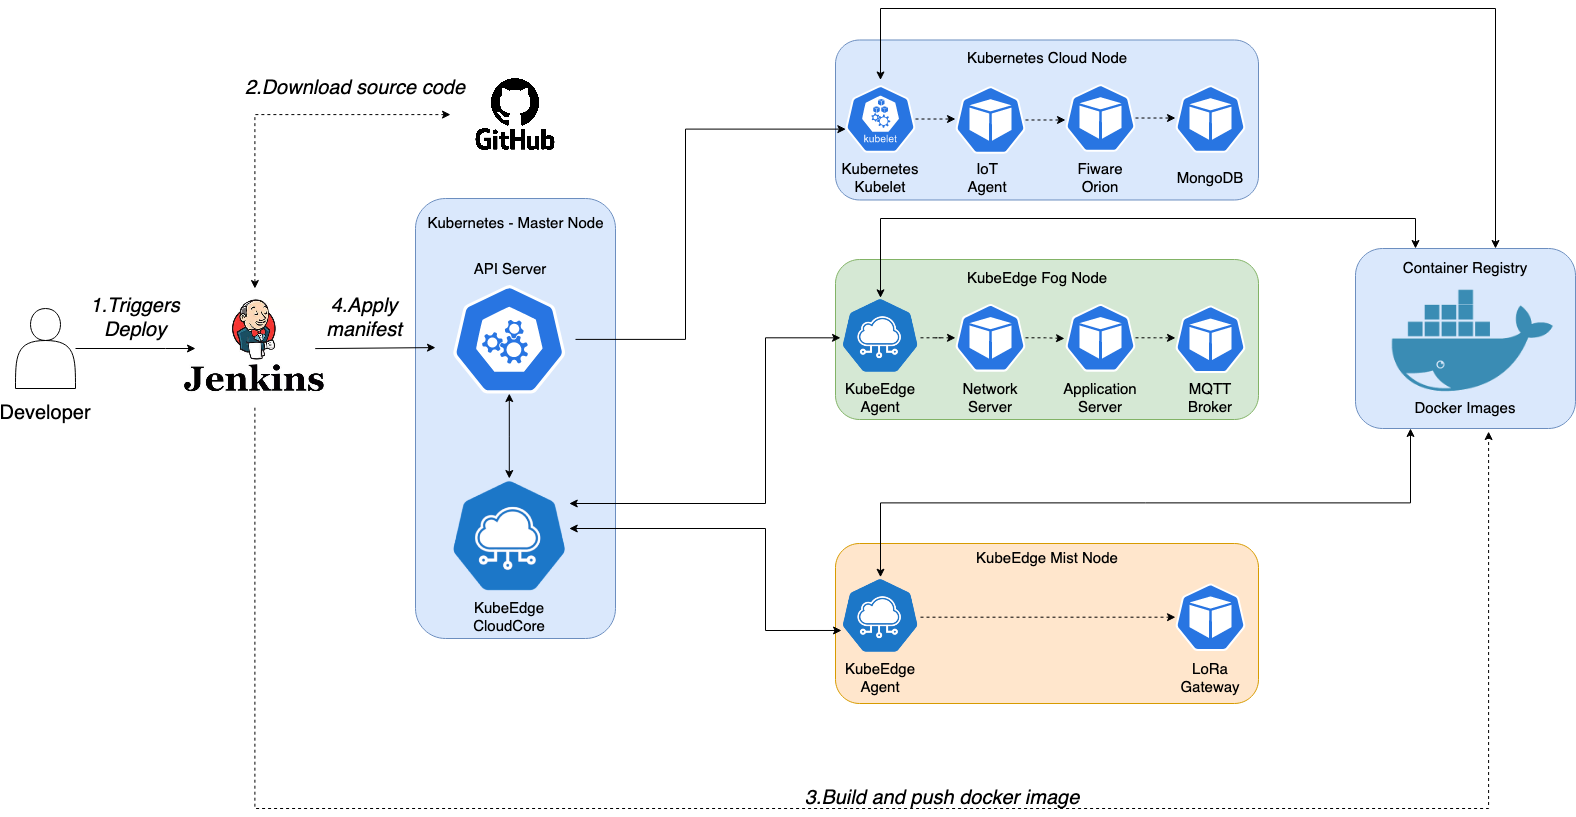 2.Download source code
GitHub
1.Triggers
Deploy
Jenkins
Developer
4.Apply
manifest
Kubernetes - Master Node
API Server
KubeEdge
CloudCore
Kubernetes Cloud Node
kubelet
Kubernetes
Kubelet
IoT
Agent
Fiware
Orion
MongoDB
KubeEdge Fog Node
KubeEdge
Agent
Network
Server
Application
Server
MQTT
Broker
KubeEdge Mist Node
KubeEdge
Agent
LoRa
Gateway
Container Registry
Docker Images
3.Build and push docker image